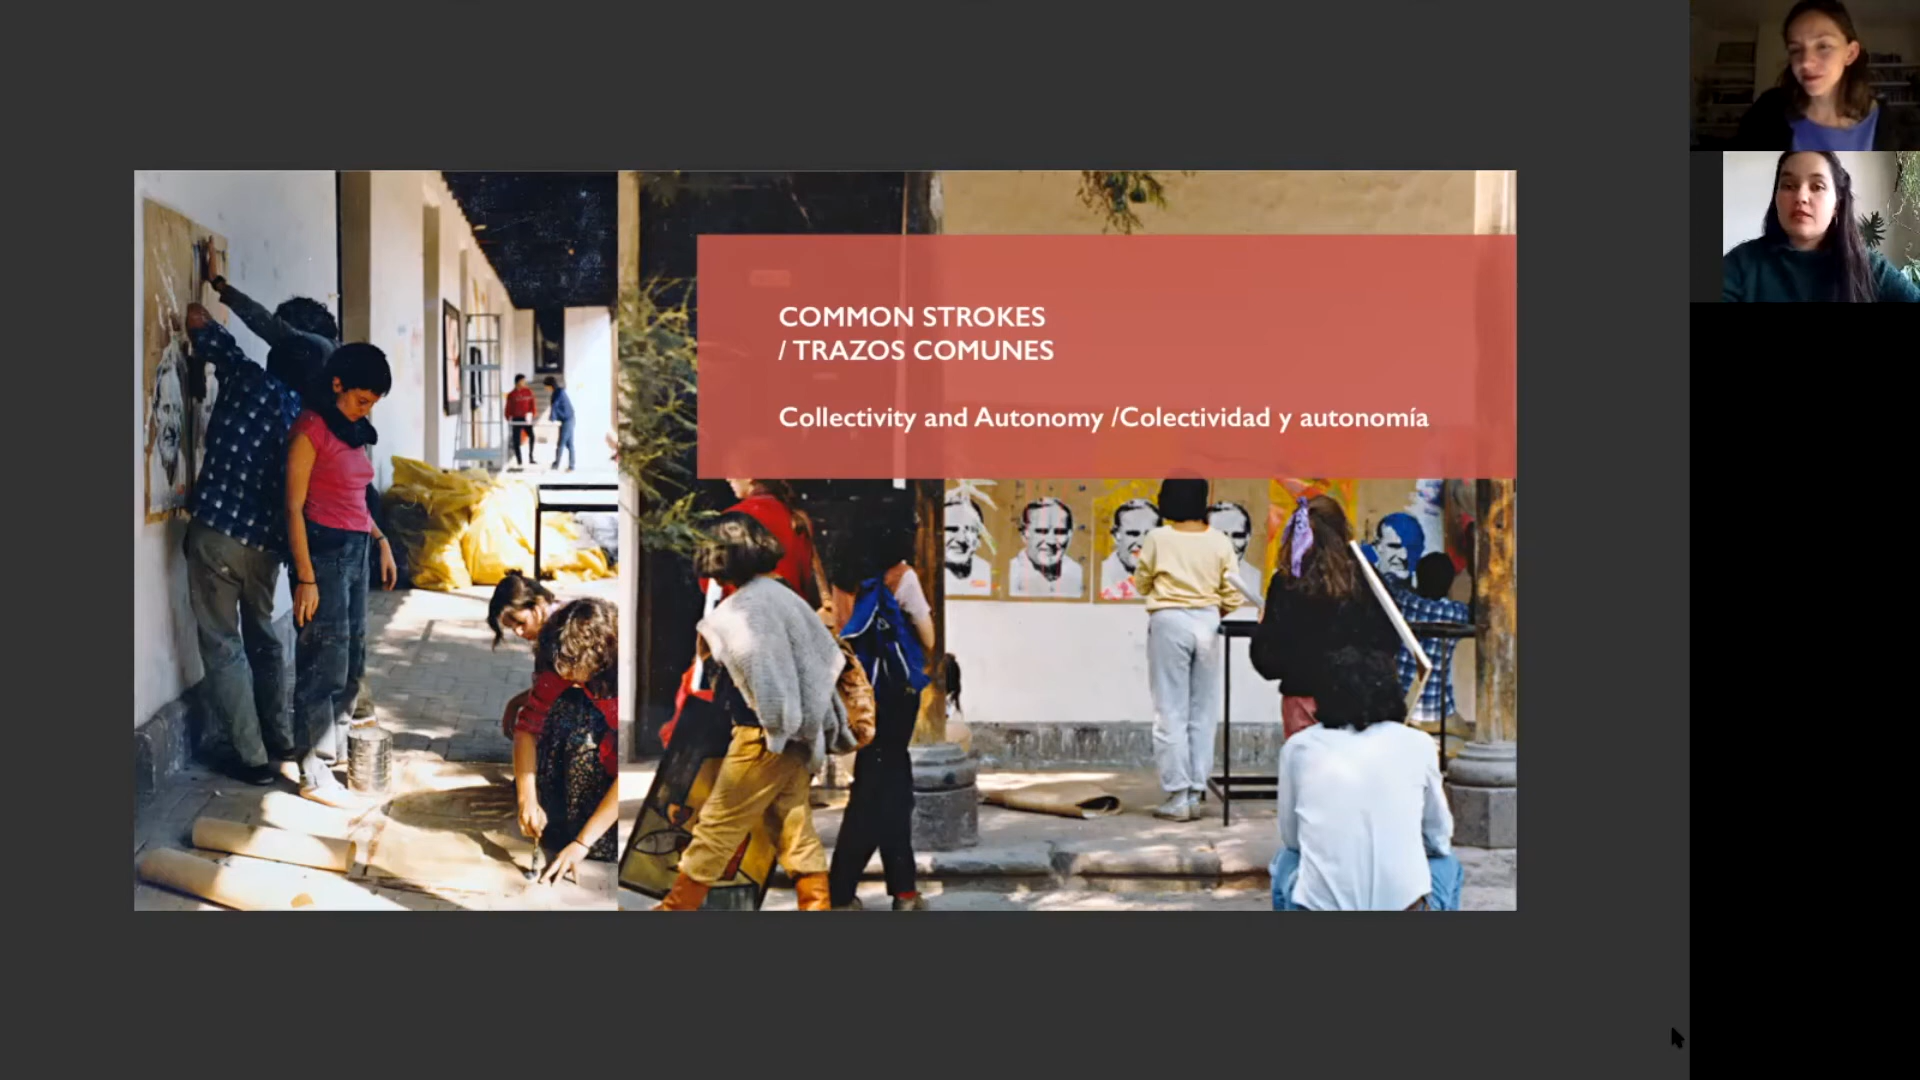 COMMON STROKES
/ TRAZOS COMUNES
Collectivity and Autonomy /Colectividad y autonomía